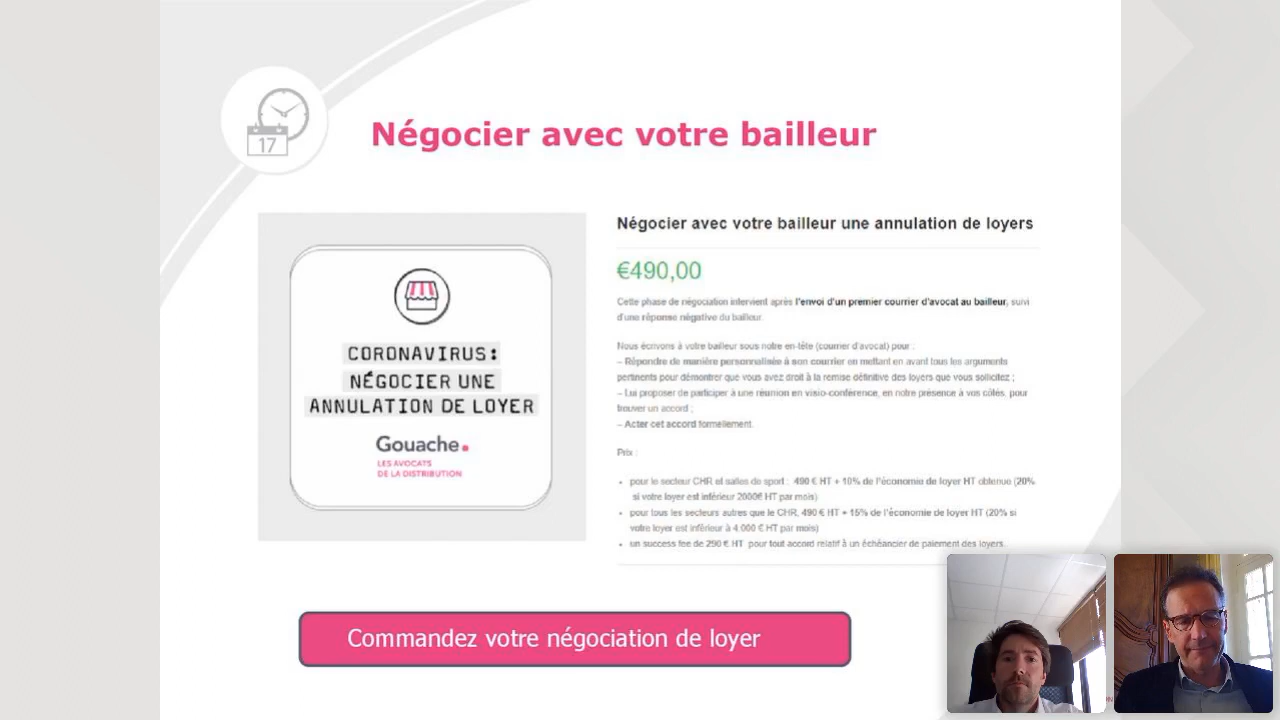 17
Négocier avec votre bailleur
CORONAVIRUS:
NÉGOCIER UNE
ANNULATION DE LOYER
Gouache.
LES AVOCATS
DE LA DISTRIBUTION
Négocier avec votre bailleur une annulation de loyers
€490,00
Cette phase de négociation intervient après l'envoi d'un premier courrier d'avocat au bailleur, suivi
d'une réponse négative du bailleur.
Nous écrivons à votre bailleur sous notre en-tête (courrier d'avocat) pour :
– Répondre de manière personnalisée à son courrier en mettant en avant tous les arguments
pertinents pour démontrer que vous avez droit à la remise définitive des loyers que vous sollicitez ;
– Lui proposer de participer à une réunion en visio-conférence, en notre présence à vos côtés, pour
trouver un accord ;
– Acter cet accord formellement.
Prix :
• pour le secteur CHR et salles de sport : 490 € HT + 10% de l'économie de loyer HT obtenue (20%
si votre loyer est inférieur 2000€ HT par mois)
• pour tous les secteurs autres que le CHR, 490 € HT + 15% de l'économie de loyer HT (20% si
votre loyer est inférieur à 4 000 € HT par mois)
• un success fee de 290 € HT pour tout accord relatif à un échéancier de paiement des loyers.
Commandez votre négociation de loyer